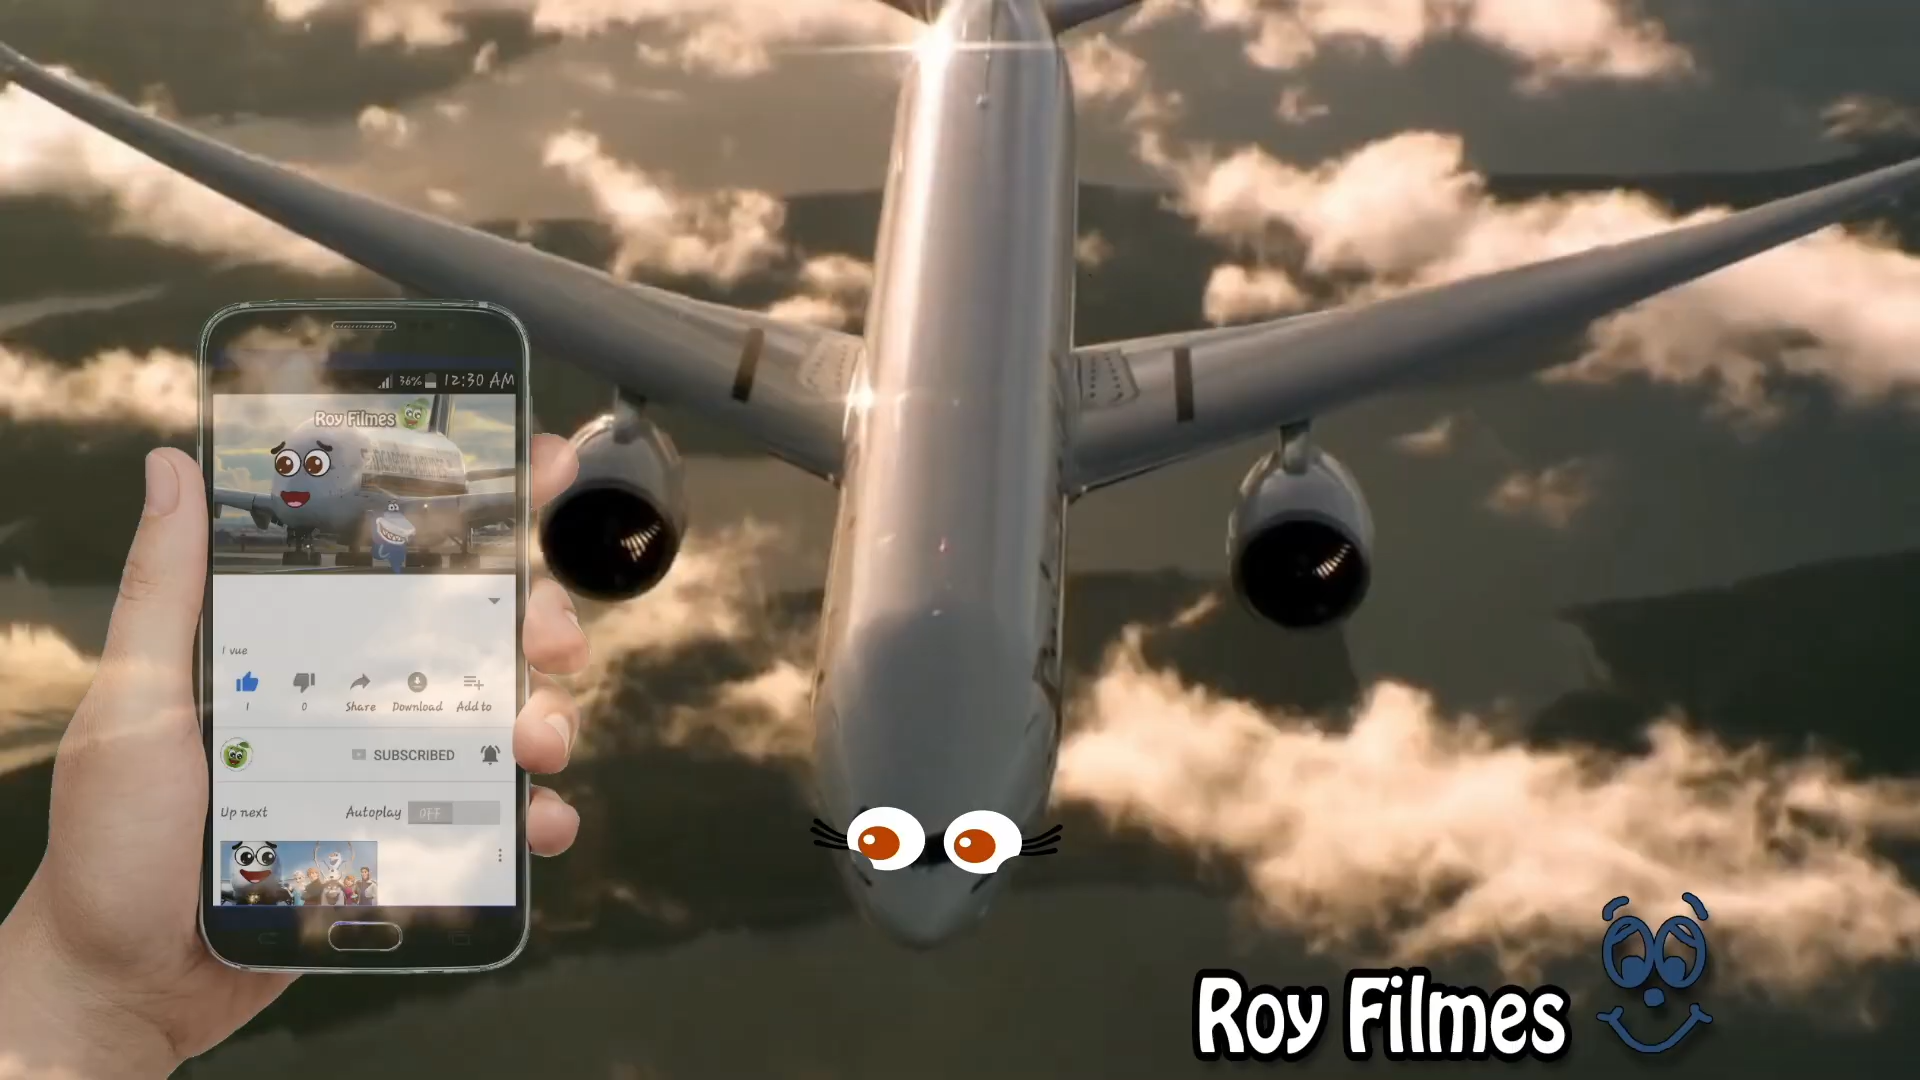 36% 12:30 AM
Roy Filmes
1 vue
1 0 Share Download Add to
SUBSCRIBED
Up next Autoplay OFF
Roy Filmes